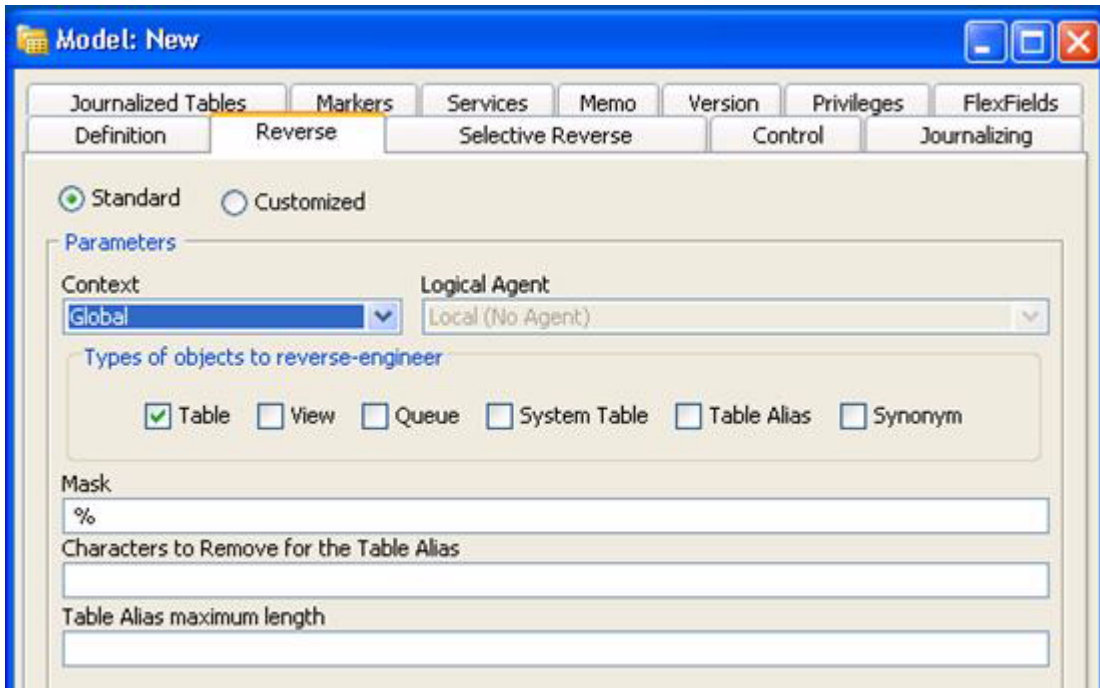 Model: New
Journalized Tables Markers Services Memo Version Privileges FlexFields
Definition Reverse Selective Reverse Control Journalizing
Standard Customized
Parameters
Context Logical Agent
Global Local (No Agent)
Types of objects to reverse-engineer
Table View Queue System Table Table Alias Synonym
Mask
%
Characters to Remove for the Table Alias
Table Alias maximum length